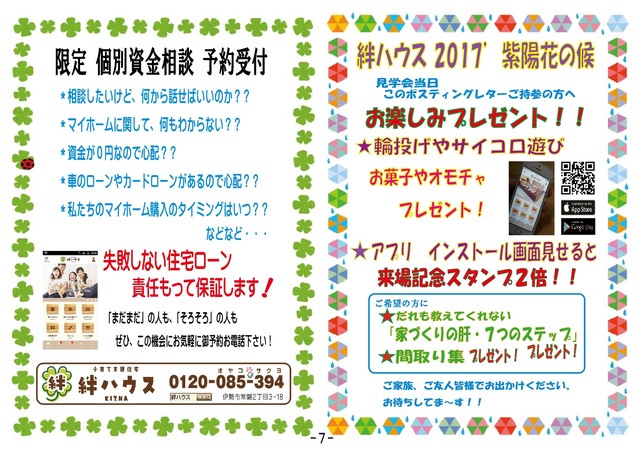 限定 個別資金相談 予約受付
＊相談したいけど、何から話せばいいのか？？
＊マイホームに関して、何もわからない？？
＊資金が０円なので心配？？
＊車のローンやカードローンがあるので心配？？
＊私たちのマイホーム購入のタイミングはいつ？？
などなど・・・
失敗しない住宅ローン
責任もって保証します！
「まだまだ」の人も、「そろそろ」の人も
ぜひ、この機会にお気軽に御予約お電話下さい！
絆
子育て支援住宅
絆ハウス
KIZNA
オヤコ サクヨ
0120-085-394
絆ハウス
伊勢市常磐2丁目3-18
絆ハウス 2017’ 紫陽花の候
見学会当日
このポスティングレターご持参の方へ
お楽しみプレゼント！！
★輪投げやサイコロ遊び
お菓子やオモチャ
プレゼント！
App Store
Google play
★アプリ インストール画面見せると
来場記念スタンプ２倍！！
ご希望の方に
★だれも教えてくれない
「家づくりの肝・７つのステップ」
プレゼント！
★間取り集 プレゼント！
ご家族、ご友人皆様でお出かけください。
お待ちしてま～す！！
-7-